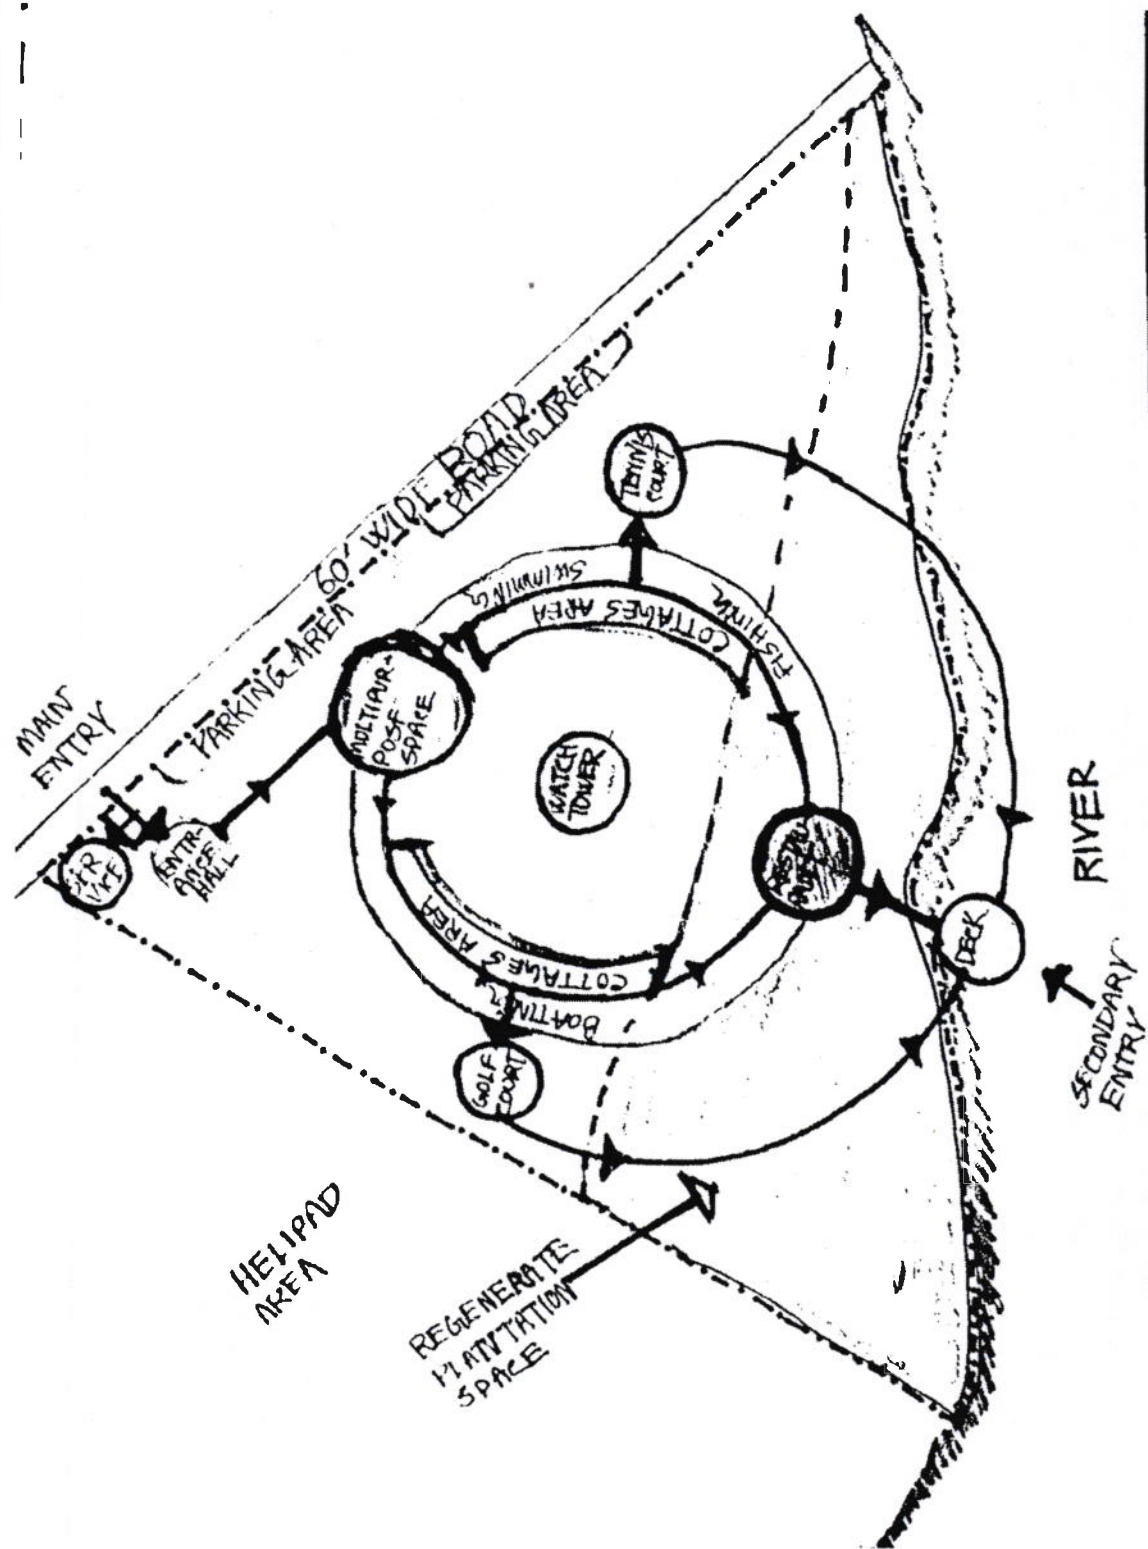 MAIN
ENTRY
60' WIDE ROAD
PARKING AREA
PARKING AREA
SER
VICE
ENTR-
ANCE
HALL
MULTIPUR-
POSE
SPACE
SWIMMING
COTTAGES AREA
TENNIS
COURT
FISHING
WATCH
TOWER
COTTAGES AREA
BOATING
GOLF
COURT
DECK
RIVER
SECONDARY
ENTRY
HELIPAD
AREA
REGENERATE
PLANTATION
SPACE